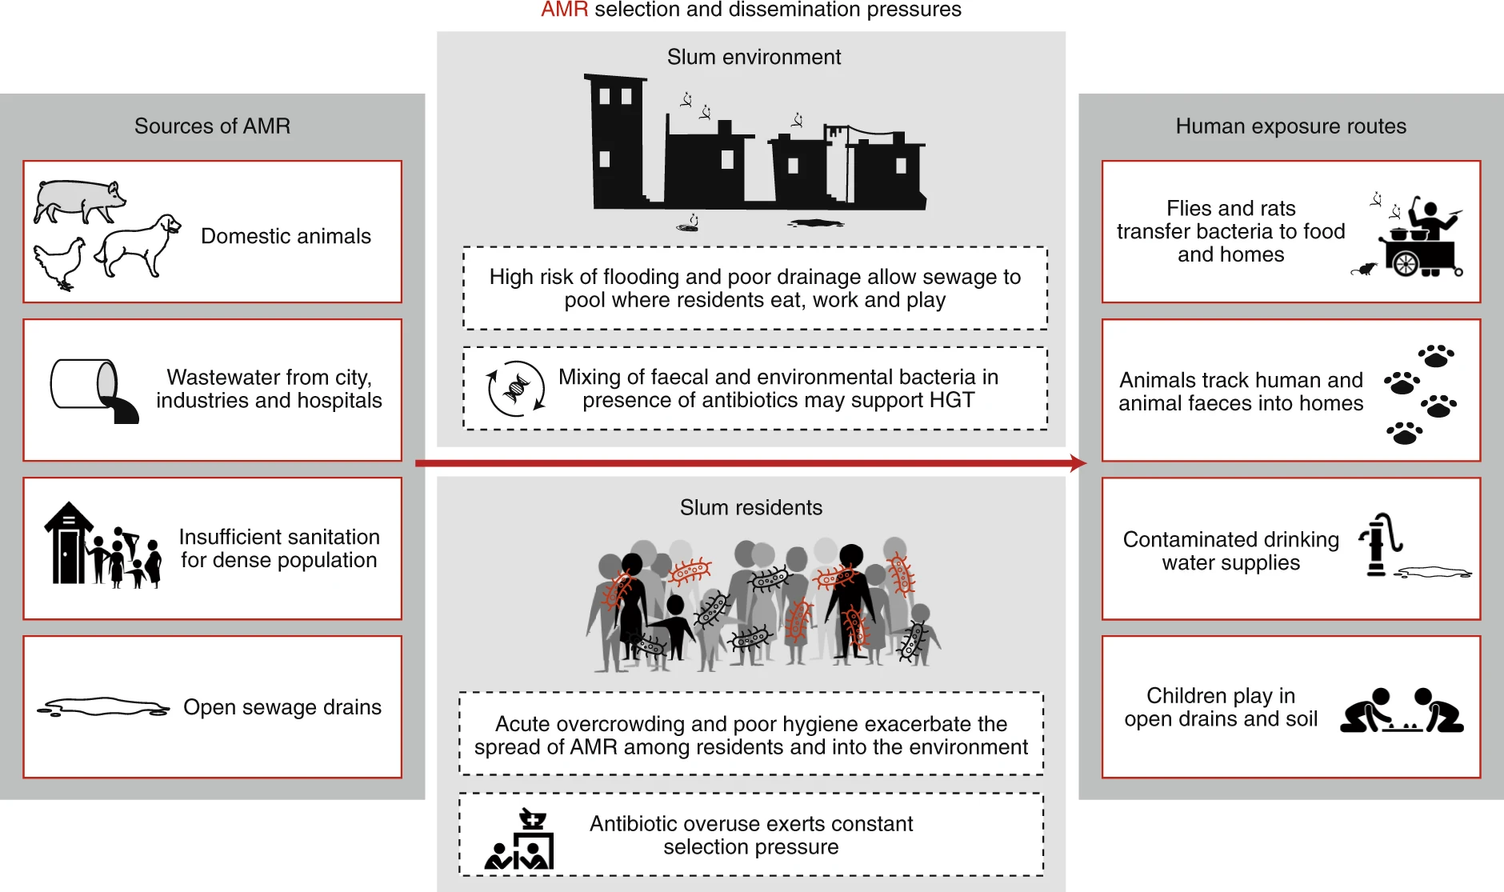 AMR selection and dissemination pressures
Sources of AMR
Domestic animals
Wastewater from city,
industries and hospitals
Insufficient sanitation
for dense population
Open sewage drains
Slum environment
High risk of flooding and poor drainage allow sewage to
pool where residents eat, work and play
Mixing of faecal and environmental bacteria in
presence of antibiotics may support HGT
Slum residents
Acute overcrowding and poor hygiene exacerbate the
spread of AMR among residents and into the environment
Antibiotic overuse exerts constant
selection pressure
Human exposure routes
Flies and rats
transfer bacteria to food
and homes
Animals track human and
animal faeces into homes
Contaminated drinking
water supplies
Children play in
open drains and soil